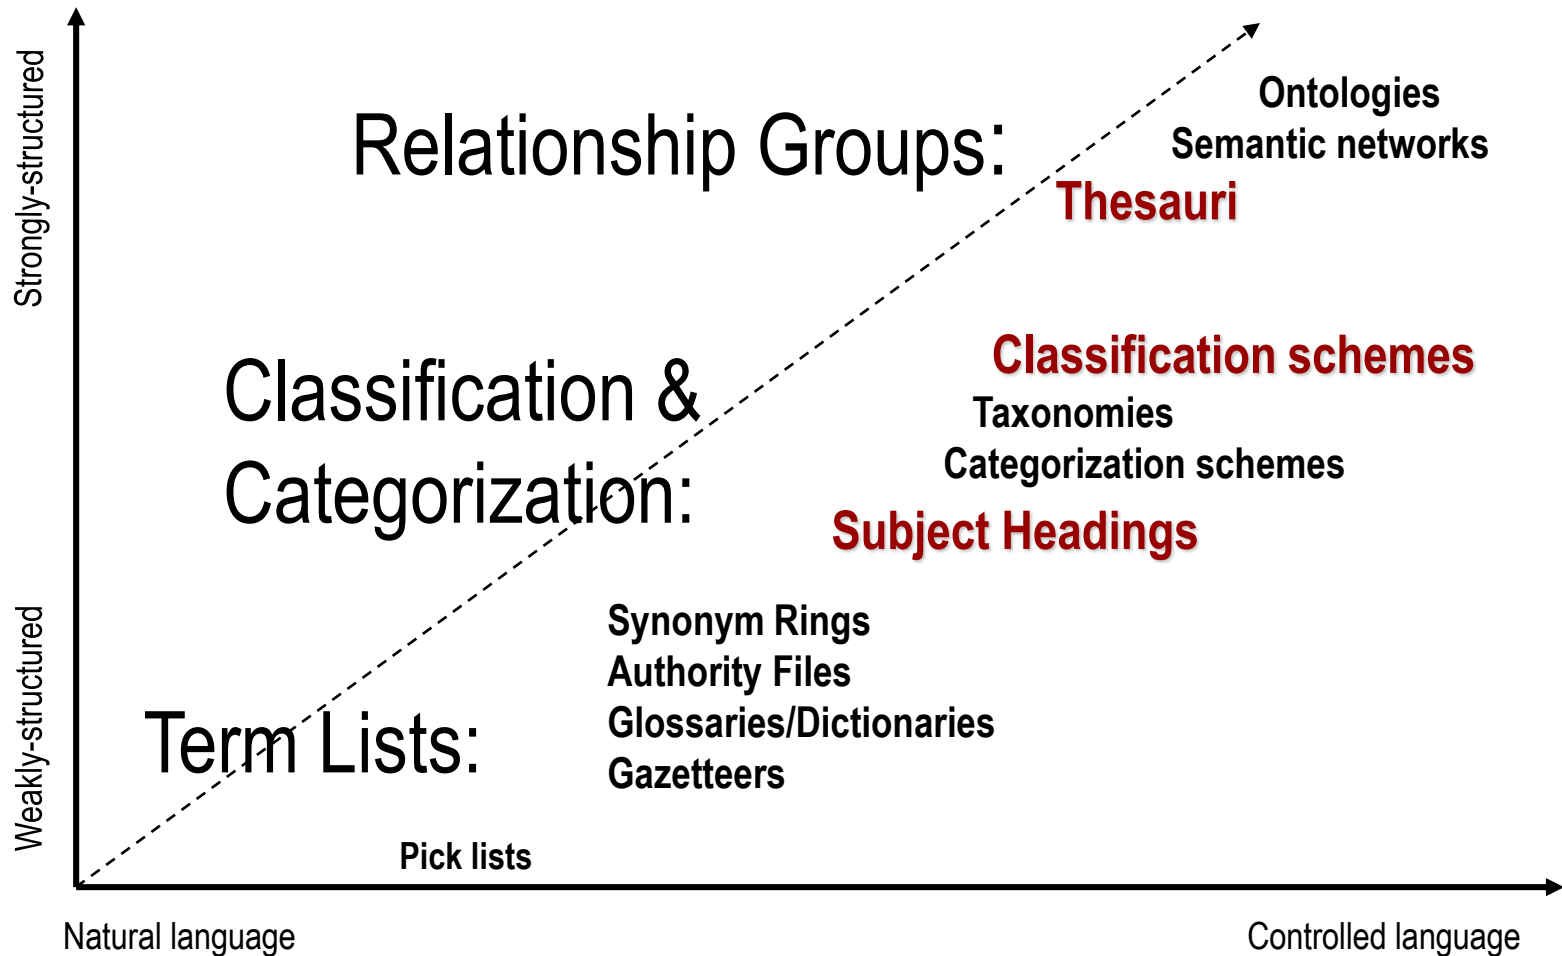 Strongly-structured
Weakly-structured
Relationship Groups:
Ontologies
Semantic networks
Thesauri
Classification &
Categorization:
Classification schemes
Taxonomies
Categorization schemes
Subject Headings
Term Lists:
Synonym Rings
Authority Files
Glossaries/Dictionaries
Gazetteers
Pick lists
Natural language
Controlled language